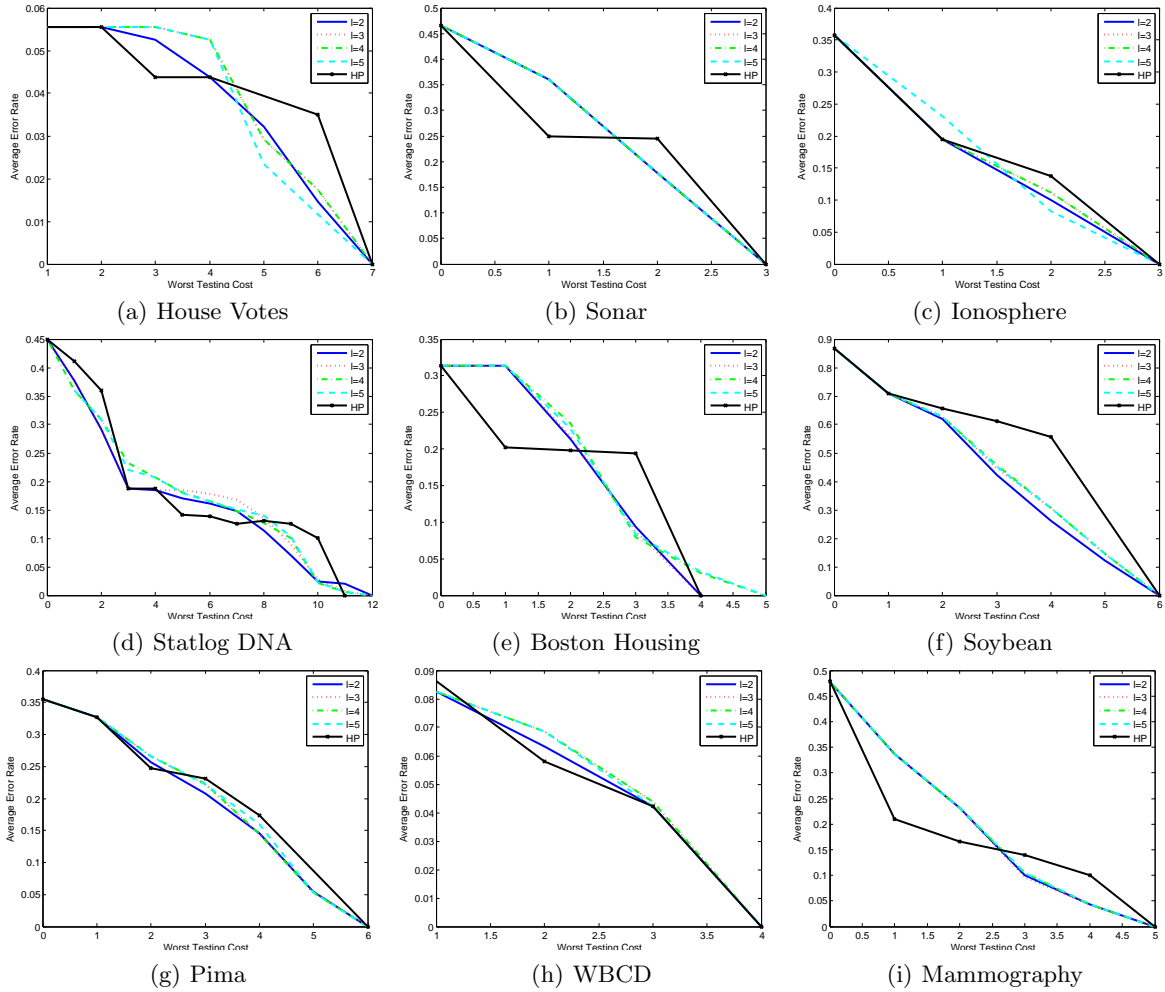 Average Error Rate
0.06
0.05
0.04
0.03
0.02
0.01
0
l=2
l=3
l=4
l=5
HP
1 2 3 4 5 6 7
Worst Testing Cost
(a) House Votes
Average Error Rate
0.5
0.45
0.4
0.35
0.3
0.25
0.2
0.15
0.1
0.05
0
l=2
l=3
l=4
l=5
HP
0 0.5 1 1.5 2 2.5 3
Worst Testing Cost
(b) Sonar
Average Error Rate
0.4
0.35
0.3
0.25
0.2
0.15
0.1
0.05
0
l=2
l=3
l=4
l=5
HP
0 0.5 1 1.5 2 2.5 3
Worst Testing Cost
(c) Ionosphere
Average Error Rate
0.45
0.4
0.35
0.3
0.25
0.2
0.15
0.1
0.05
0
l=2
l=3
l=4
l=5
HP
0 2 4 6 8 10 12
Worst Testing Cost
(d) Statlog DNA
Average Error Rate
0.35
0.3
0.25
0.2
0.15
0.1
0.05
0
l=2
l=3
l=4
l=5
HP
0 0.5 1 1.5 2 2.5 3 3.5 4 4.5 5
Worst Testing Cost
(e) Boston Housing
Average Error Rate
0.9
0.8
0.7
0.6
0.5
0.4
0.3
0.2
0.1
0
l=2
l=3
l=4
l=5
HP
0 1 2 3 4 5 6
Worst Testing Cost
(f) Soybean
Average Error Rate
0.4
0.35
0.3
0.25
0.2
0.15
0.1
0.05
0
l=2
l=3
l=4
l=5
HP
0 1 2 3 4 5 6
Worst Testing Cost
(g) Pima
Average Error Rate
0.09
0.08
0.07
0.06
0.05
0.04
0.03
0.02
0.01
0
l=2
l=3
l=4
l=5
HP
1 1.5 2 2.5 3 3.5 4
Worst Testing Cost
(h) WBCD
Average Error Rate
0.5
0.45
0.4
0.35
0.3
0.25
0.2
0.15
0.1
0.05
0
l=2
l=3
l=4
l=5
HP
0 0.5 1 1.5 2 2.5 3 3.5 4 4.5 5
Worst Testing Cost
(i) Mammography